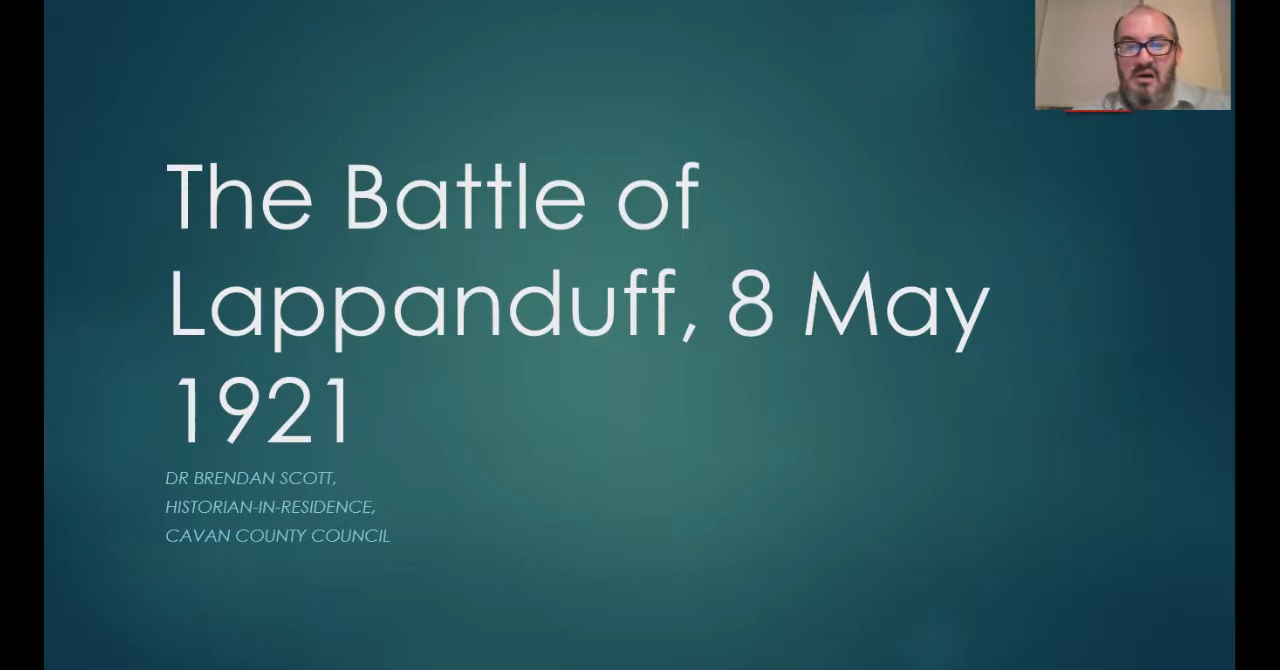 The Battle of
Lappanduff, 8 May
1921
DR BRENDAN SCOTT,
HISTORIAN-IN-RESIDENCE,
CAVAN COUNTY COUNCIL